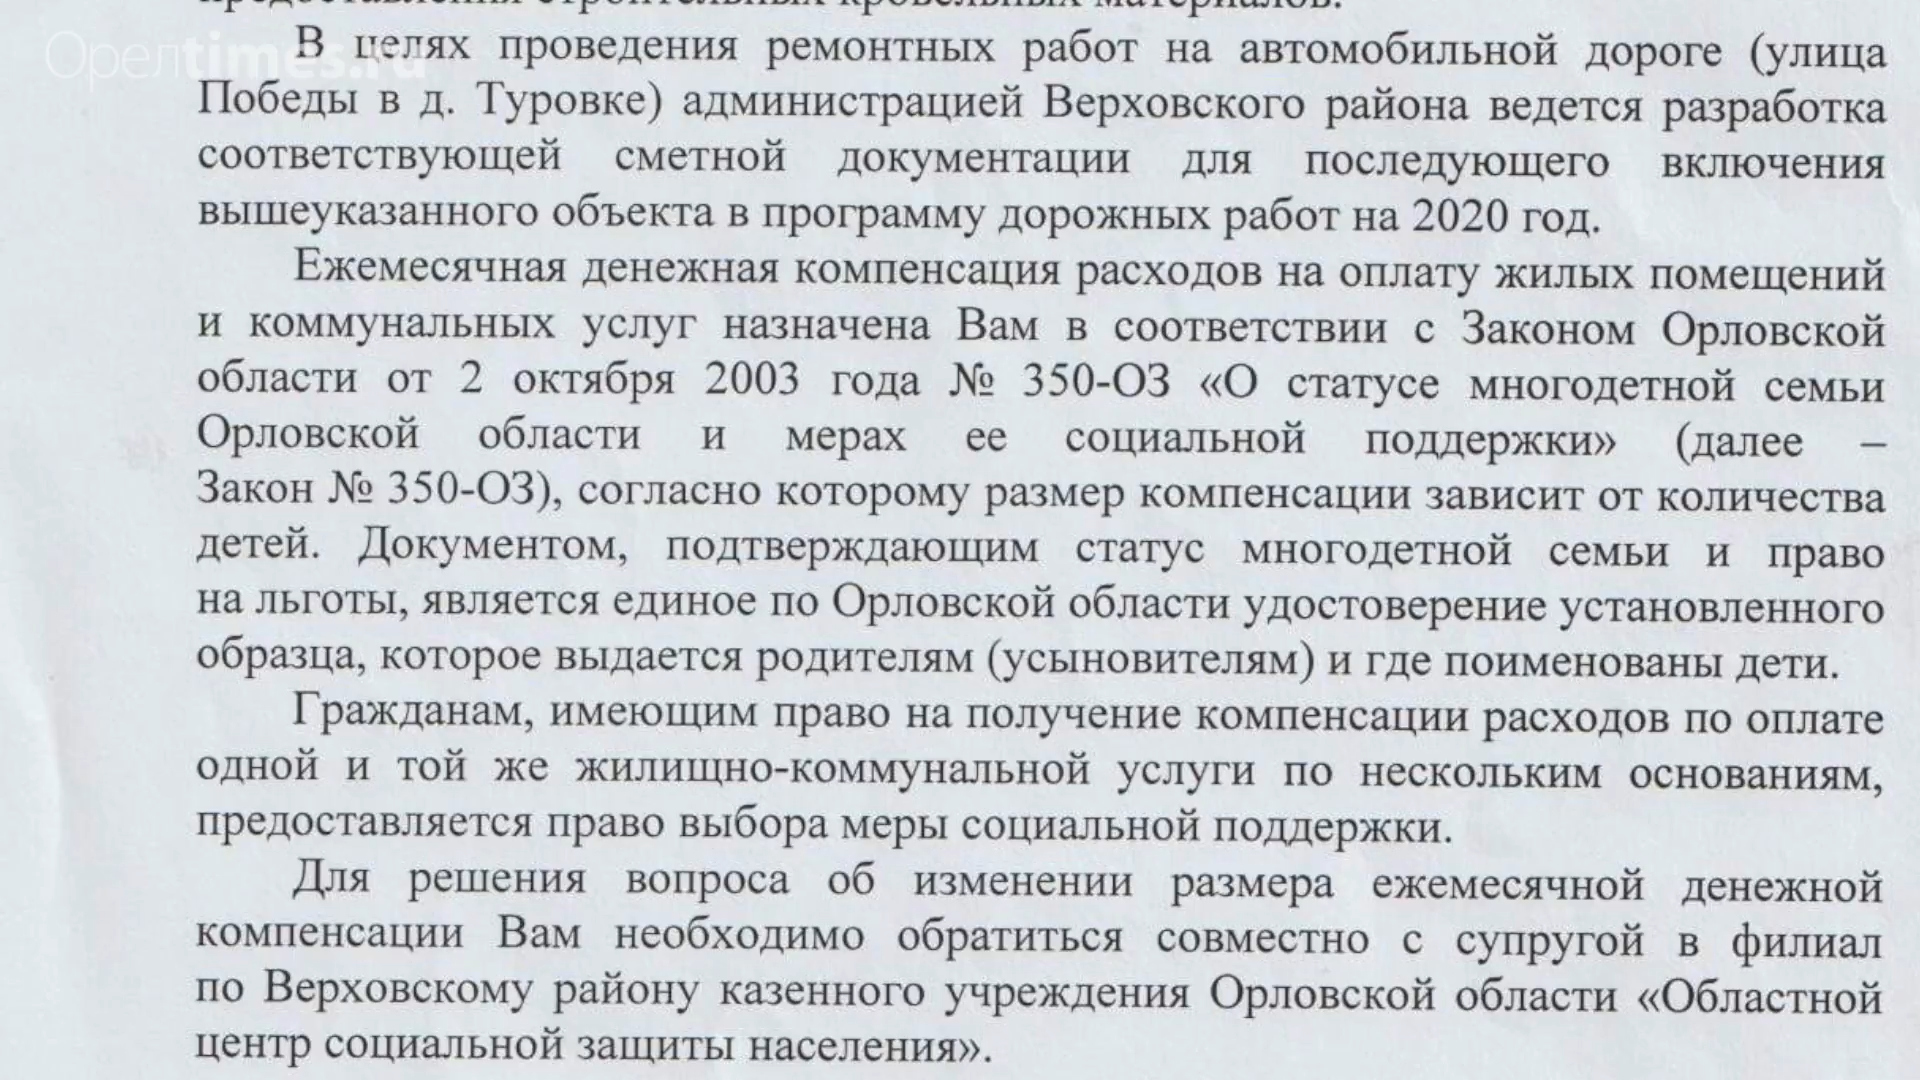 предоставления строительных кровельных материалов.
Орелtimes.ru
В целях проведения ремонтных работ на автомобильной дороге (улица
Победы в д. Туровке) администрацией Верховского района ведется разработка
соответствующей сметной документации для последующего включения
вышеуказанного объекта в программу дорожных работ на 2020 год.
Ежемесячная денежная компенсация расходов на оплату жилых помещений
и коммунальных услуг назначена Вам в соответствии с Законом Орловской
области от 2 октября 2003 года № 350-ОЗ «О статусе многодетной семьи
Орловской области и мерах ее социальной поддержки» (далее –
Закон № 350-ОЗ), согласно которому размер компенсации зависит от количества
детей. Документом, подтверждающим статус многодетной семьи и право
на льготы, является единое по Орловской области удостоверение установленного
образца, которое выдается родителям (усыновителям) и где поименованы дети.
Гражданам, имеющим право на получение компенсации расходов по оплате
одной и той же жилищно-коммунальной услуги по нескольким основаниям,
предоставляется право выбора меры социальной поддержки.
Для решения вопроса об изменении размера ежемесячной денежной
компенсации Вам необходимо обратиться совместно с супругой в филиал
по Верховскому району казенного учреждения Орловской области «Областной
центр социальной защиты населения».